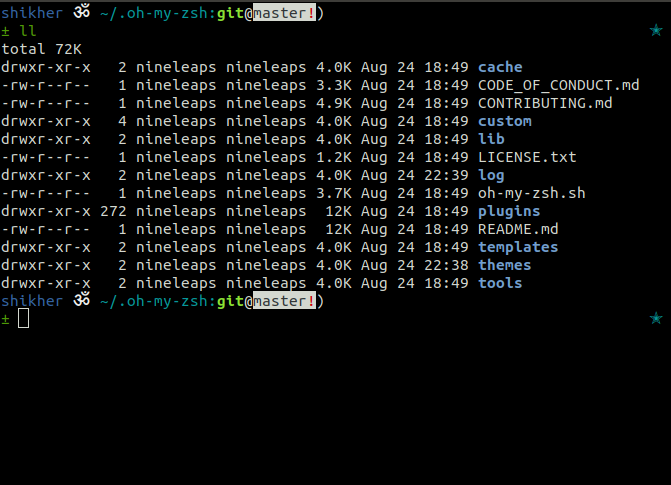 shikher ॐ ~/.oh-my-zsh:git@master!)
± ll
total 72K
drwxr-xr-x   2 nineleaps nineleaps 4.0K Aug 24 18:49 cache
-rw-r--r--   1 nineleaps nineleaps 3.3K Aug 24 18:49 CODE_OF_CONDUCT.md
-rw-r--r--   1 nineleaps nineleaps 4.9K Aug 24 18:49 CONTRIBUTING.md
drwxr-xr-x   4 nineleaps nineleaps 4.0K Aug 24 18:49 custom
drwxr-xr-x   2 nineleaps nineleaps 4.0K Aug 24 18:49 lib
-rw-r--r--   1 nineleaps nineleaps 1.2K Aug 24 18:49 LICENSE.txt
drwxr-xr-x   2 nineleaps nineleaps 4.0K Aug 24 22:39 log
-rw-r--r--   1 nineleaps nineleaps 3.7K Aug 24 18:49 oh-my-zsh.sh
drwxr-xr-x 272 nineleaps nineleaps  12K Aug 24 18:49 plugins
-rw-r--r--   1 nineleaps nineleaps  12K Aug 24 18:49 README.md
drwxr-xr-x   2 nineleaps nineleaps 4.0K Aug 24 18:49 templates
drwxr-xr-x   2 nineleaps nineleaps 4.0K Aug 24 22:38 themes
drwxr-xr-x   2 nineleaps nineleaps 4.0K Aug 24 18:49 tools
shikher ॐ ~/.oh-my-zsh:git@master!)
±